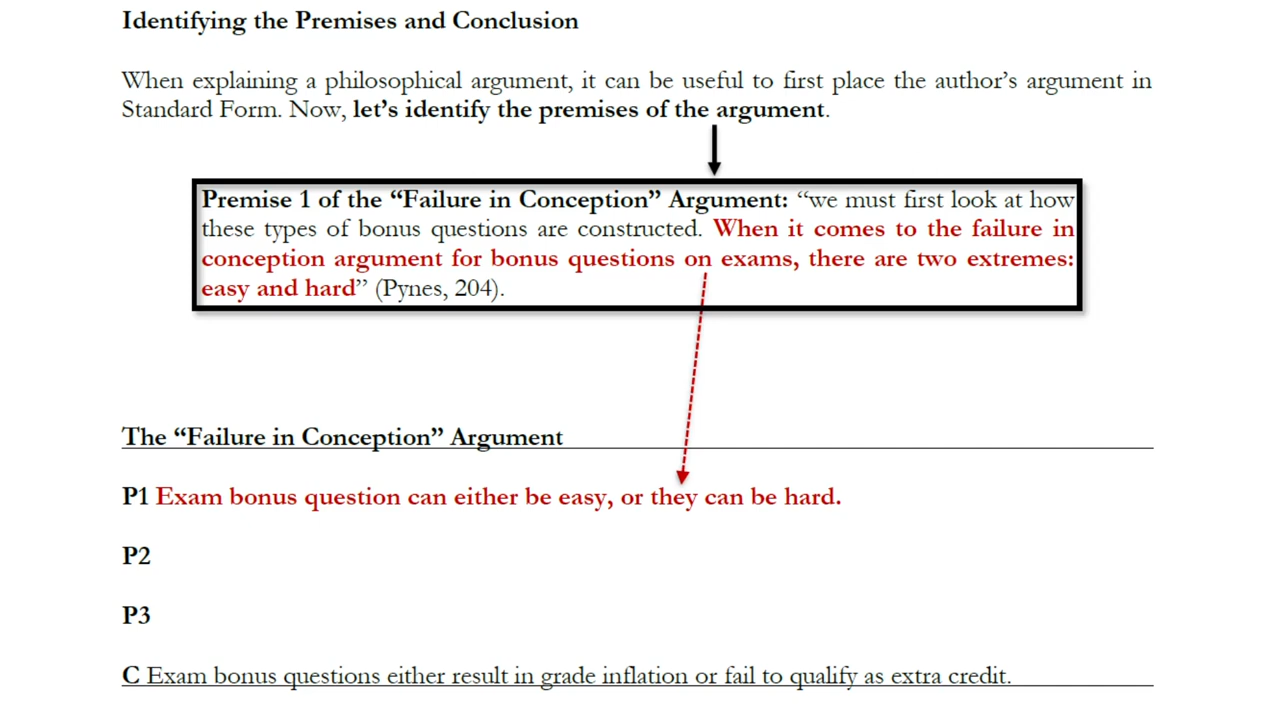 Identifying the Premises and Conclusion
When explaining a philosophical argument, it can be useful to first place the author’s argument in
Standard Form. Now, let’s identify the premises of the argument.
Premise 1 of the “Failure in Conception” Argument: “we must first look at how
these types of bonus questions are constructed. When it comes to the failure in
conception argument for bonus questions on exams, there are two extremes:
easy and hard” (Pynes, 204).
The “Failure in Conception” Argument
P1 Exam bonus question can either be easy, or they can be hard.
P2
P3
C Exam bonus questions either result in grade inflation or fail to qualify as extra credit.